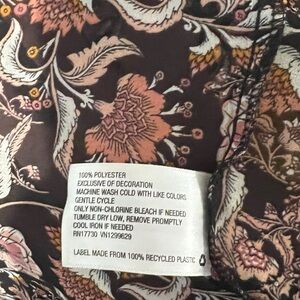 100% POLYESTER
EXCLUSIVE OF DECORATION
MACHINE WASH COLD WITH LIKE COLORS
GENTLE CYCLE
ONLY NON-CHLORINE BLEACH IF NEEDED
TUMBLE DRY LOW, REMOVE PROMPTLY
COOL IRON IF NEEDED
RN17730 VN1299629
LABEL MADE FROM 100% RECYCLED PLASTIC